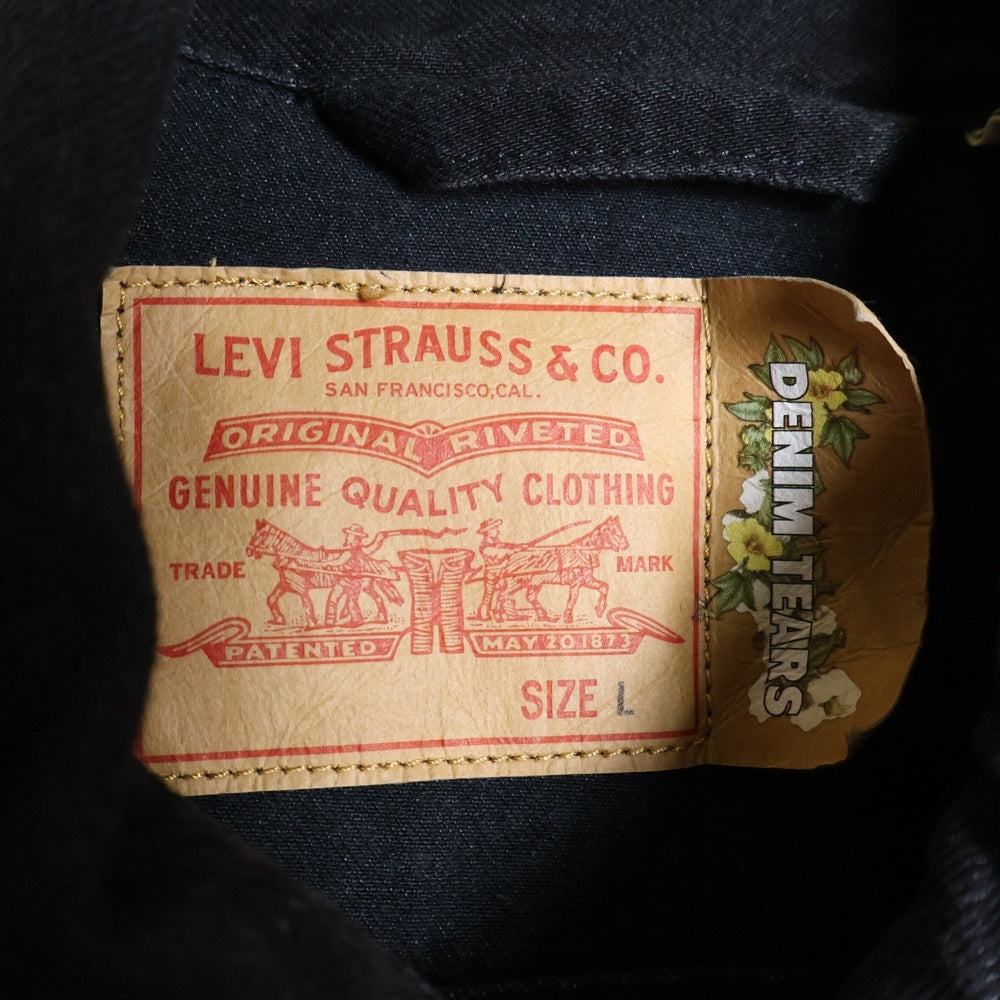 LEVI STRAUSS & CO.
SAN FRANCISCO, CAL.
ORIGINAL RIVETED
GENUINE QUALITY CLOTHING
TRADE MARK
PATENTED MAY 20 1873
SIZE L
DENIM TEARS